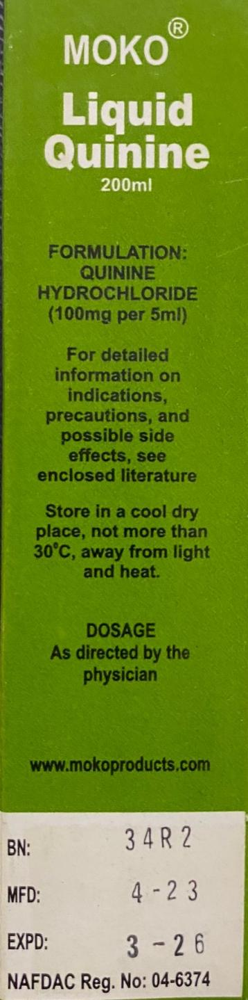 MOKO®
Liquid
Quinine
200ml
FORMULATION:
QUININE
HYDROCHLORIDE
(100mg per 5ml)
For detailed
information on
indications,
precautions, and
possible side
effects, see
enclosed literature
Store in a cool dry
place, not more than
30°C, away from light
and heat.
DOSAGE
As directed by the
physician
www.mokoproducts.com
BN: 34R2
MFD: 4-23
EXPD: 3-26
NAFDAC Reg. No: 04-6374